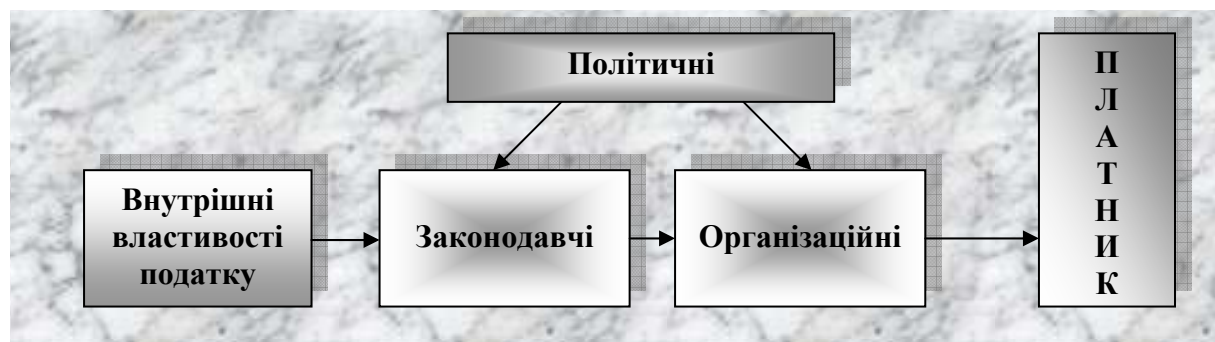 Політичні
Внутрішні
властивості
податку
Законодавчі
Організаційні
П
Л
А
Т
Н
И
К